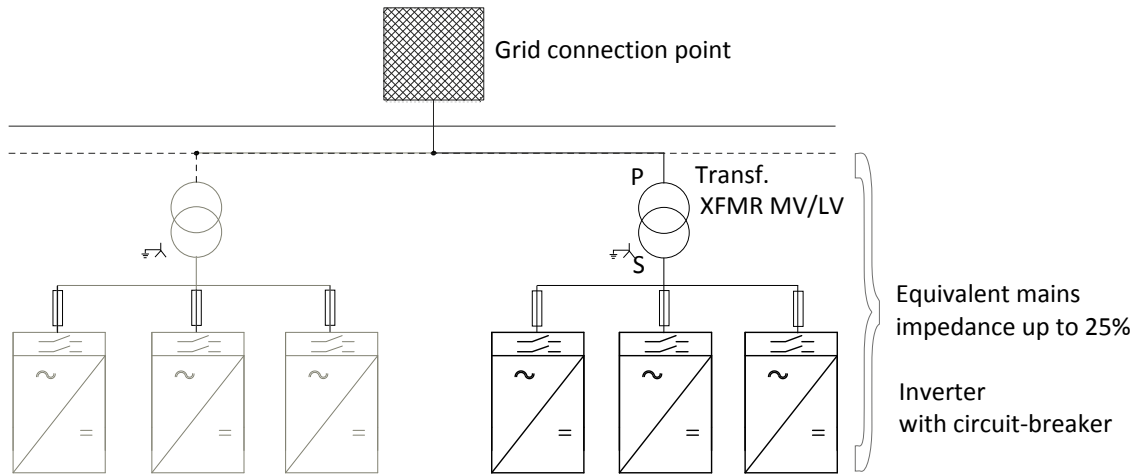 Grid connection point
P
Transf.
XFMR MV/LV
S
Equivalent mains
impedance up to 25%
Inverter
with circuit-breaker